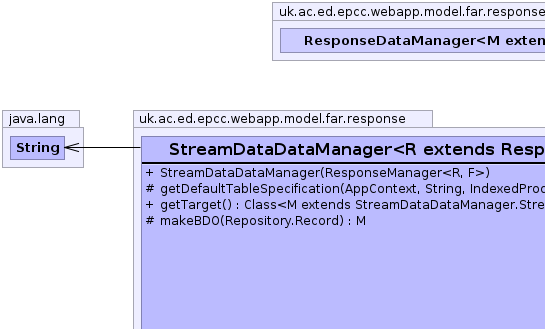 uk.ac.ed.epcc.webapp.model.far.response
ResponseDataManager<M exten
java.lang
String
uk.ac.ed.epcc.webapp.model.far.response
StreamDataDataManager<R extends Resp
+ StreamDataDataManager(ResponseManager<R, F>)
# getDefaultTableSpecification(AppContext, String, IndexedProd
+ getTarget() : Class<M extends StreamDataDataManager.Stre
# makeBDO(Repository.Record) : M